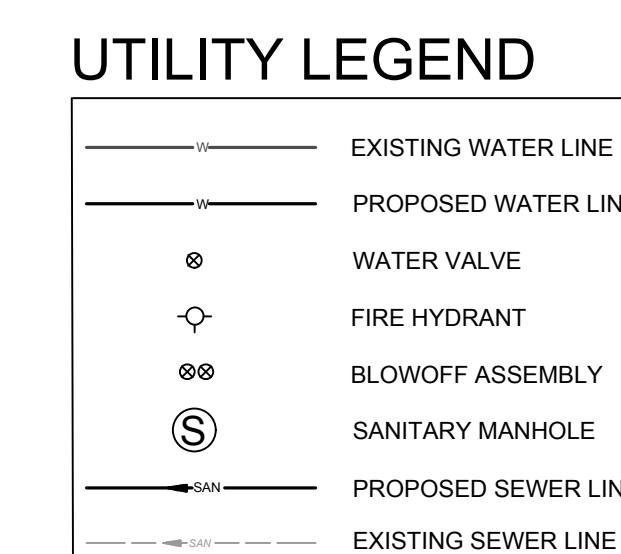 UTILITY LEGEND
W EXISTING WATER LINE
W PROPOSED WATER LIN
WATER VALVE
FIRE HYDRANT
BLOWOFF ASSEMBLY
S SANITARY MANHOLE
SAN PROPOSED SEWER LIN
SAN EXISTING SEWER LINE